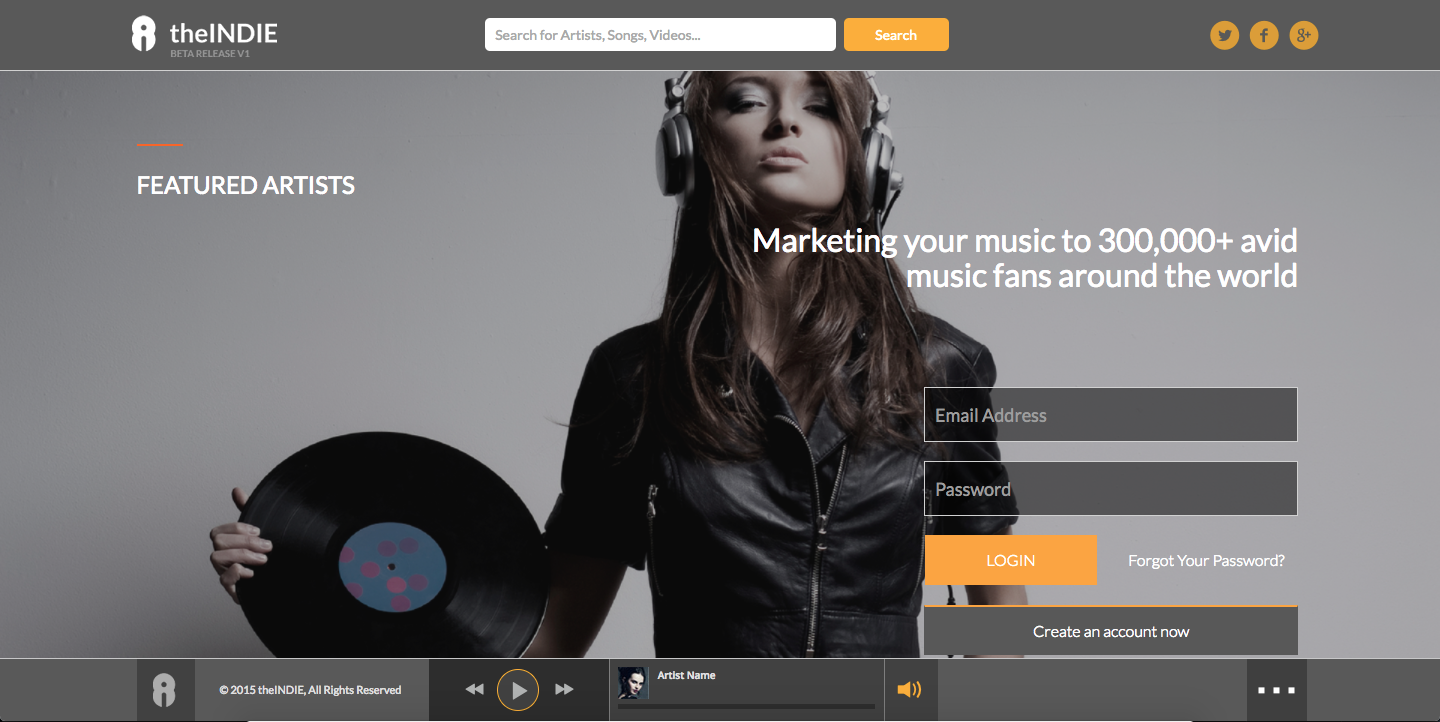 theINDIE
BETA RELEASE V1
Search for Artists, Songs, Videos...
Search
g+
FEATURED ARTISTS
Marketing your music to 300,000+ avid
music fans around the world
Email Address
Password
LOGIN
Forgot Your Password?
Create an account now
© 2015 theINDIE, All Rights Reserved
Artist Name